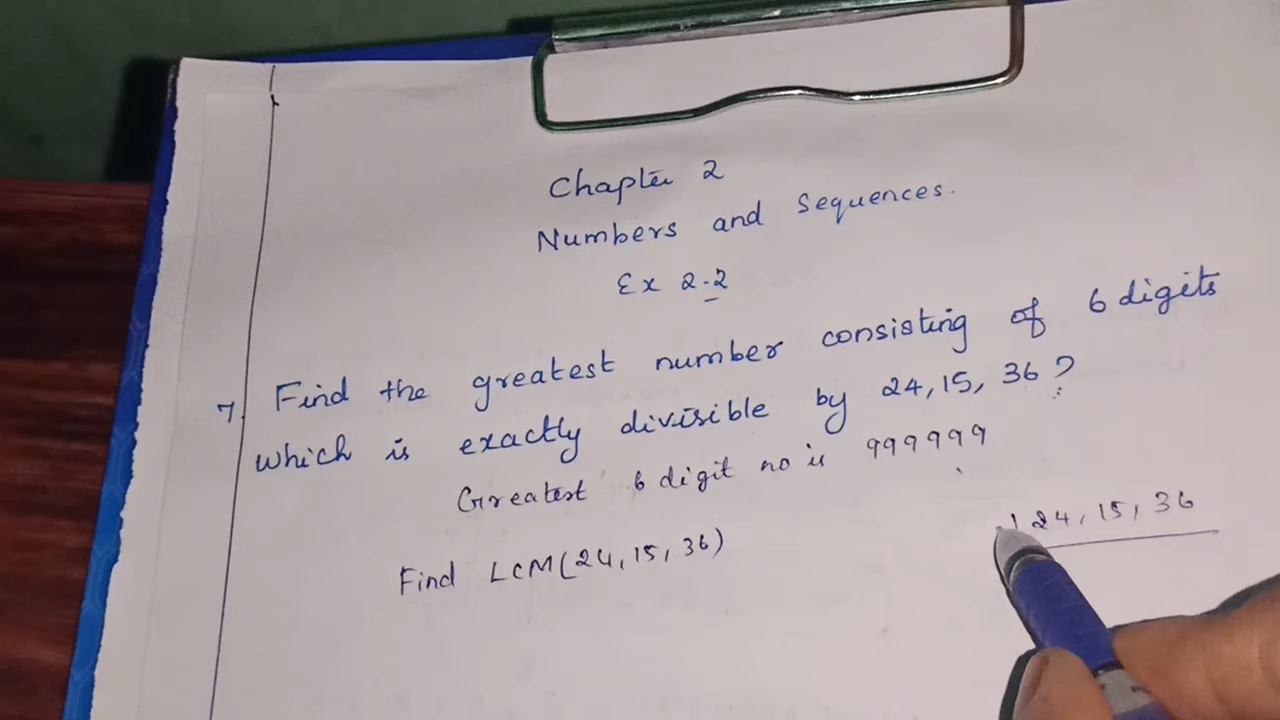 Chapter 2
Numbers and Sequences.
Ex 2.2
7. Find the greatest number consisting of 6 digits
which is exactly divisible by 24, 15, 36?
Greatest 6 digit no is 999999
24, 15, 36
Find LCM(24, 15, 36)